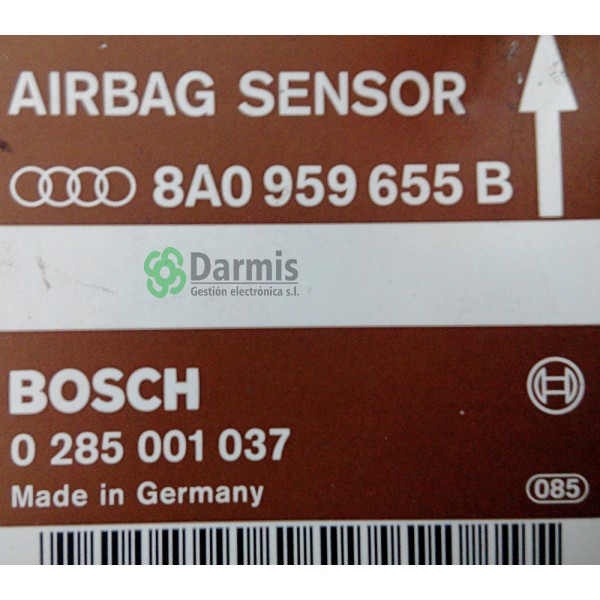 AIRBAG SENSOR
8A0 959 655 B
Darmis
Gestión electrónica s.l.
BOSCH
0 285 001 037
Made in Germany
085